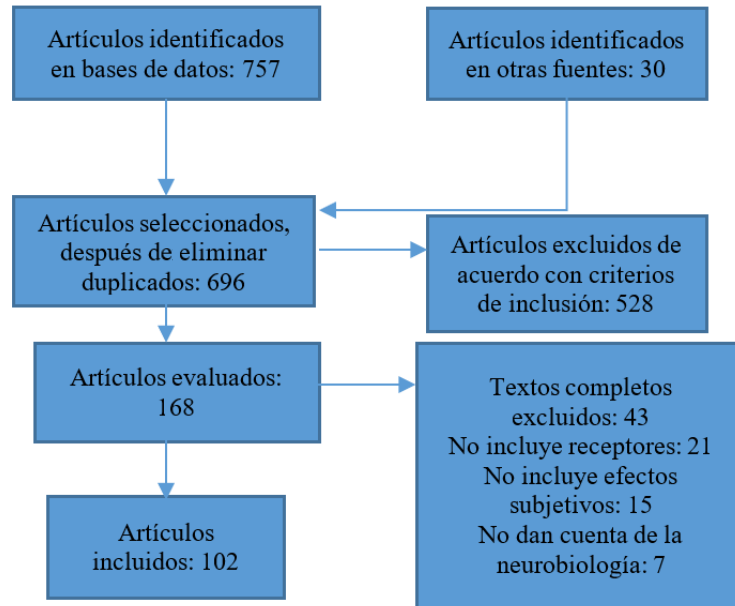 Artículos identificados
en bases de datos: 757
Artículos identificados
en otras fuentes: 30
Artículos seleccionados,
después de eliminar
duplicados: 696
Artículos excluidos de
acuerdo con criterios
de inclusión: 528
Artículos evaluados:
168
Textos completos
excluidos: 43
No incluye receptores: 21
No incluye efectos
subjetivos: 15
No dan cuenta de la
neurobiología: 7
Artículos
incluidos: 102